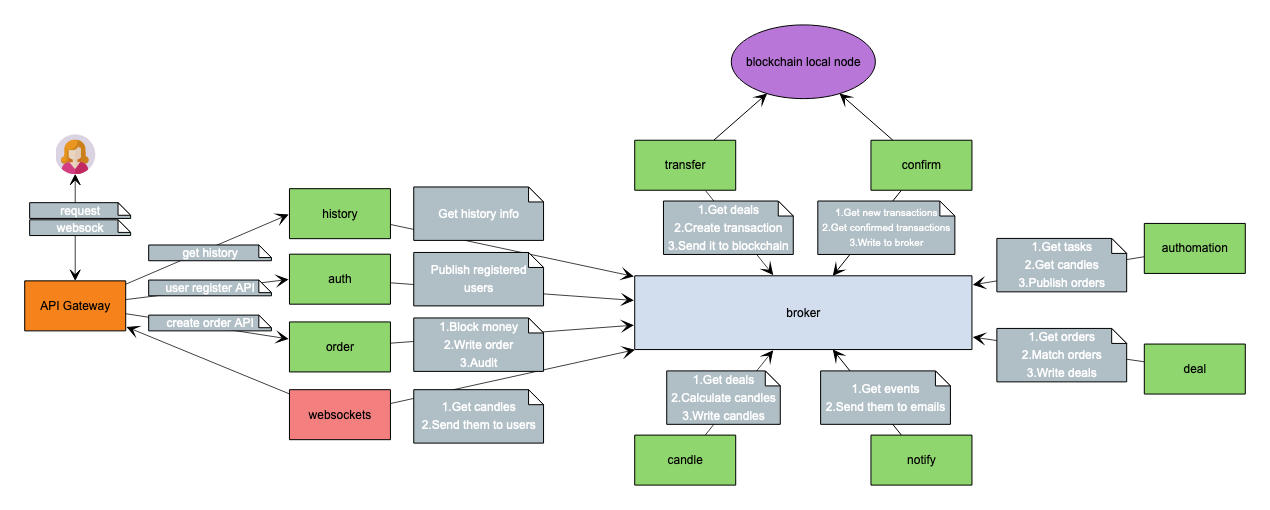 blockchain local node
transfer
confirm
1.Get deals
2.Create transaction
3.Send it to blockchain
1.Get new transactions
2.Get confirmed transactions
3.Write to broker
request
websock
API Gateway
get history
user register API
create order API
history
auth
order
websockets
Get history info
Publish registered
users
1.Block money
2.Write order
3.Audit
1.Get candles
2.Send them to users
broker
1.Get tasks
2.Get candles
3.Publish orders
authomation
1.Get orders
2.Match orders
3.Write deals
deal
1.Get deals
2.Calculate candles
3.Write candles
1.Get events
2.Send them to emails
candle
notify